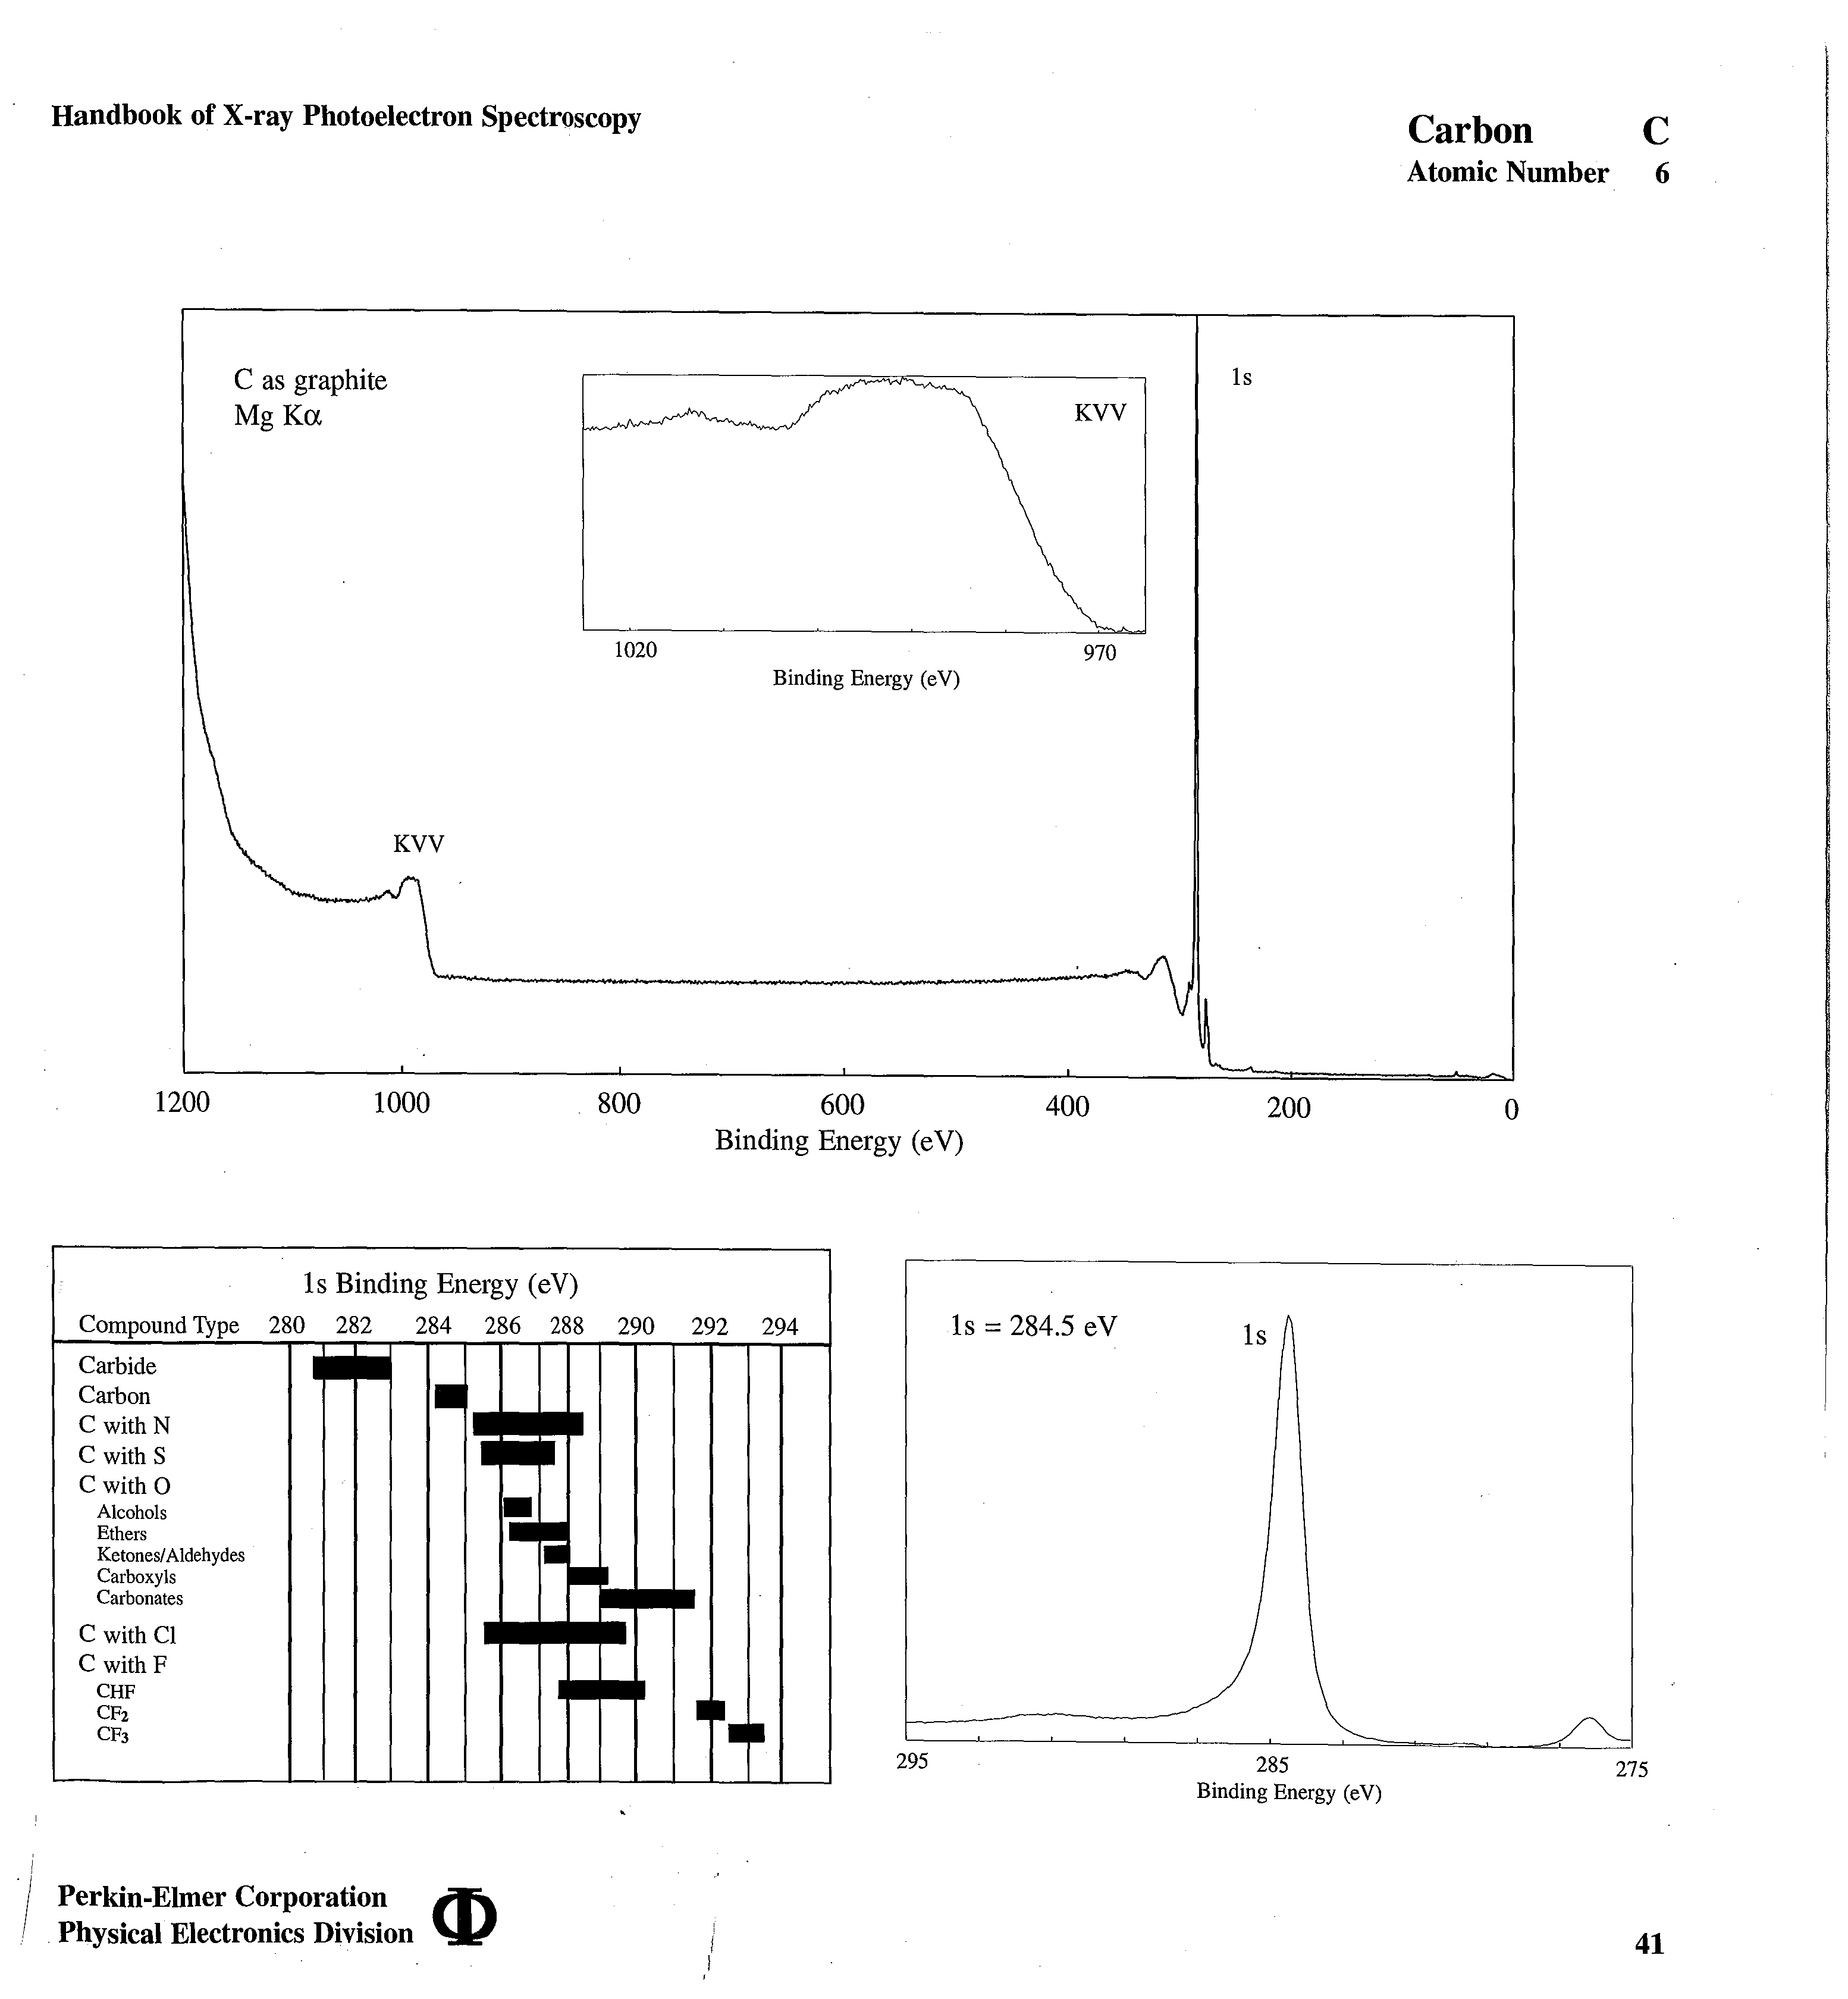 Handbook of X-ray Photoelectron Spectroscopy
Carbon C
Atomic Number 6
C as graphite
Mg Kα
KVV
1020 970
Binding Energy (eV)
1s
KVV
1200 1000 800 600 400 200 0
Binding Energy (eV)
1s Binding Energy (eV)
Compound Type 280 282 284 286 288 290 292 294
Carbide
Carbon
C with N
C with S
C with O
Alcohols
Ethers
Ketones/Aldehydes
Carboxyls
Carbonates
C with Cl
C with F
CHF
CF₂
CF₃
1s = 284.5 eV
1s
295 285 275
Binding Energy (eV)
Perkin-Elmer Corporation
Physical Electronics Division
41